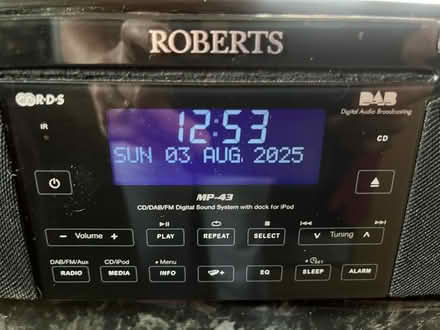 ROBERTS
R·D·S
DAB
Digital Audio Broadcasting
IR
CD
12:53
SUN 03 AUG 2025
MP-43
CD/DAB/FM Digital Sound System with dock for iPod
− Volume +
PLAY
REPEAT
SELECT
Tuning
DAB/FM/Aux
CD/iPod
• Menu
SET
RADIO
MEDIA
INFO
+
EQ
SLEEP
ALARM